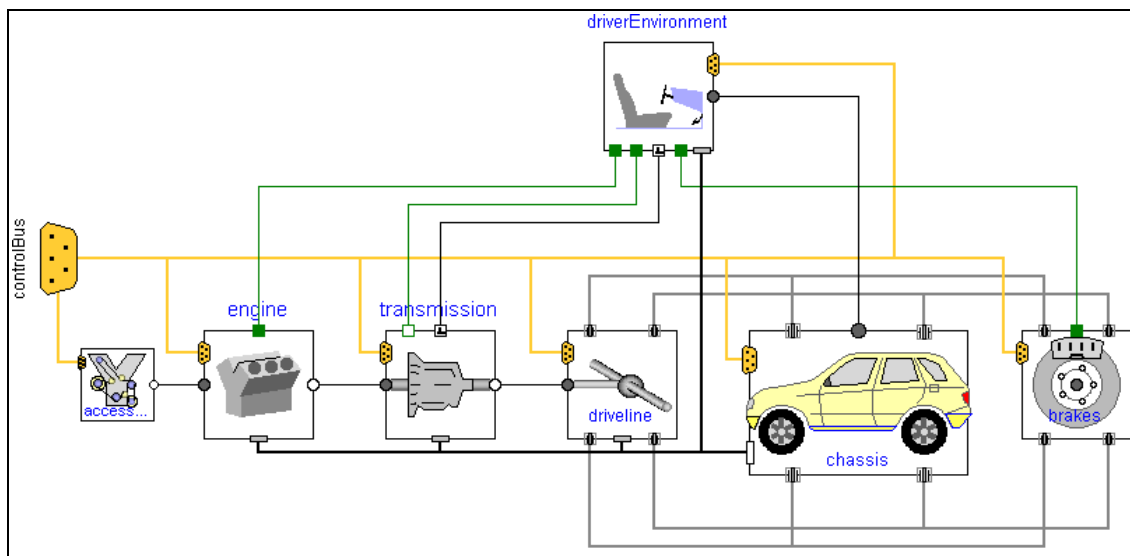 driverEnvironment
controlBus
engine
transmission
access...
driveline
chassis
brakes